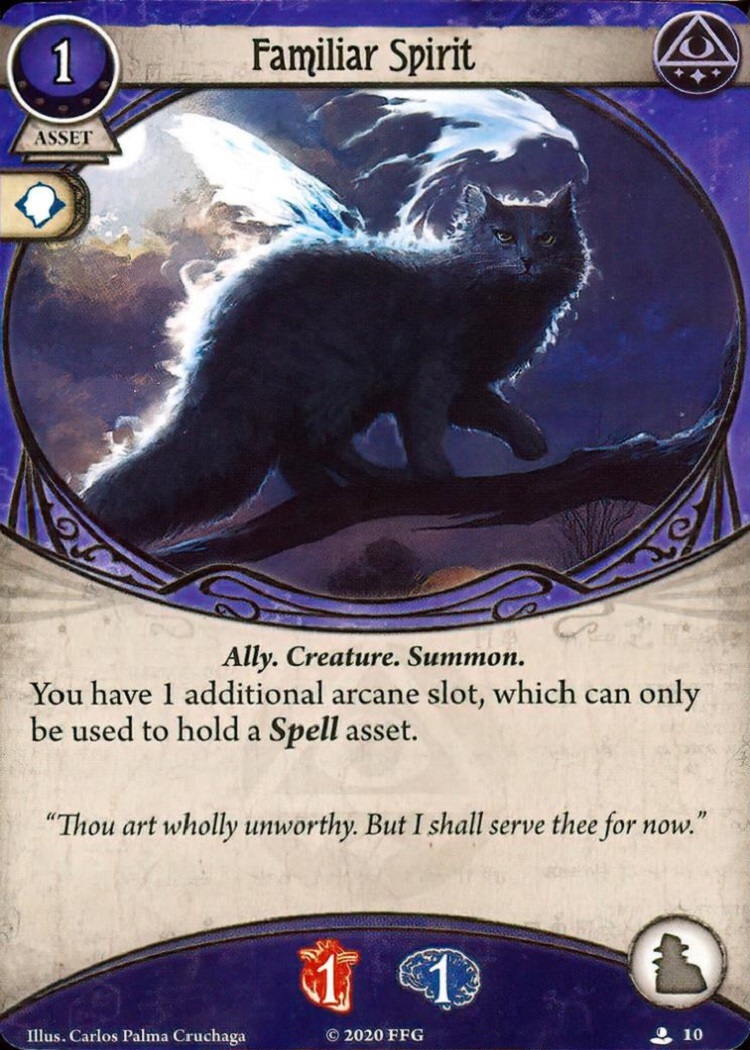 1
Familiar Spirit
ASSET
Ally. Creature. Summon.
You have 1 additional arcane slot, which can only
be used to hold a Spell asset.
“Thou art wholly unworthy. But I shall serve thee for now.”
1 1
Illus. Carlos Palma Cruchaga © 2020 FFG 10